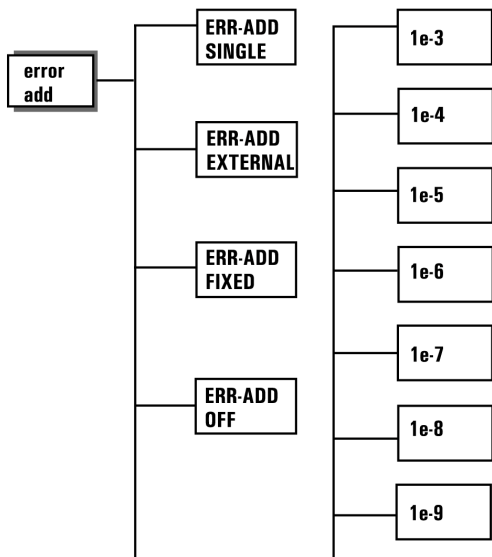 error
add
ERR-ADD
SINGLE
ERR-ADD
EXTERNAL
ERR-ADD
FIXED
ERR-ADD
OFF
1e-3
1e-4
1e-5
1e-6
1e-7
1e-8
1e-9